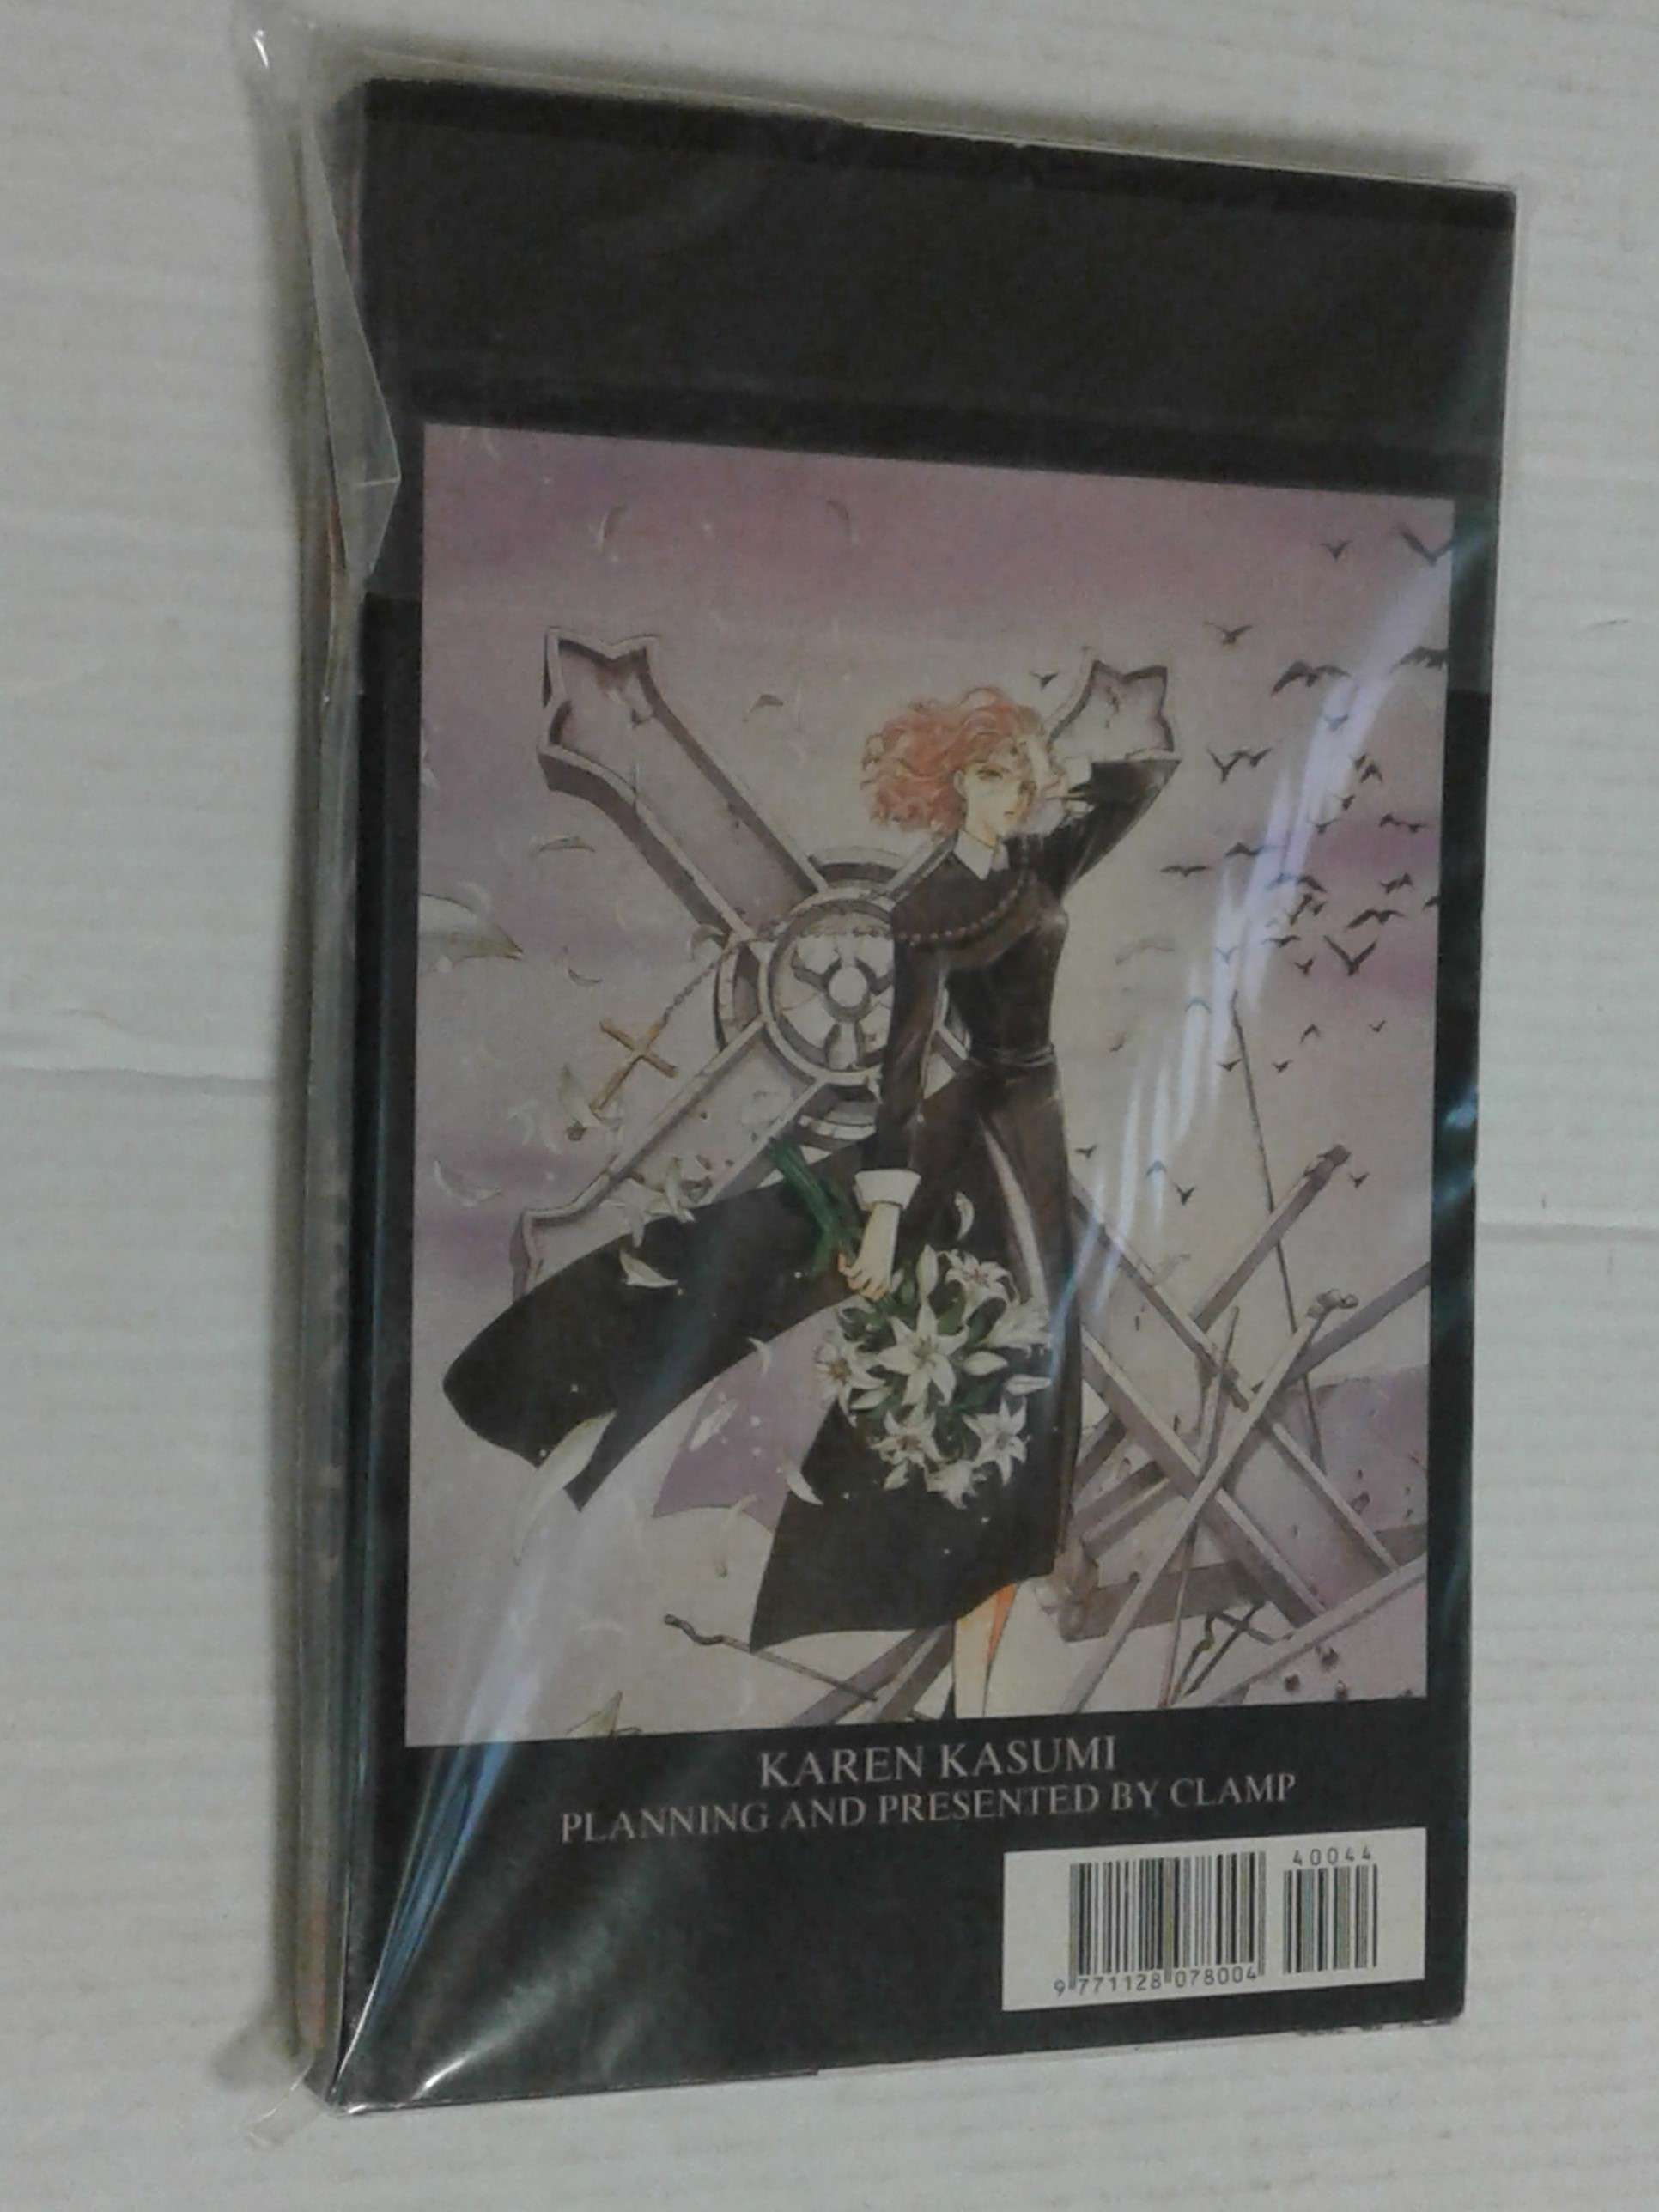 KAREN KASUMI
PLANNING AND PRESENTED BY CLAMP
40044
9 771128 078004